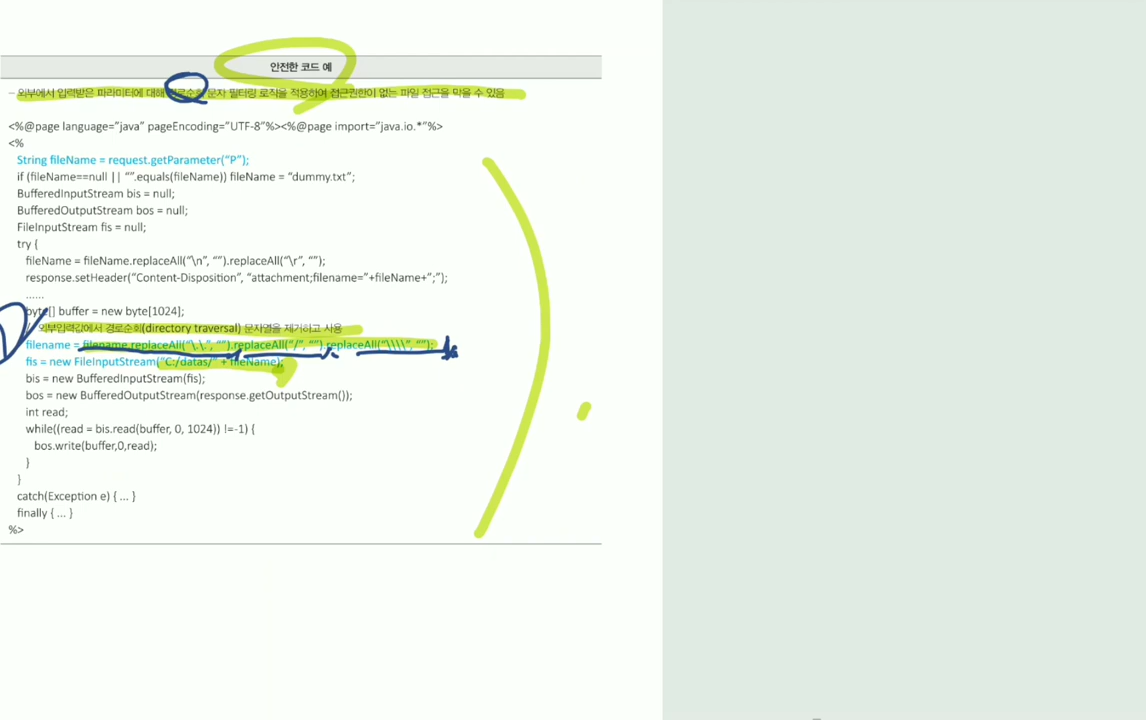 안전한 코드 예
– 외부에서 입력받은 파라미터에 대해 경로순회 문자 필터링 로직을 적용하여 접근권한이 없는 파일 접근을 막을 수 있음
<%@page language=”java” pageEncoding=”UTF-8”%><%@page import=”java.io.*”%>
<%
String fileName = request.getParameter(“P”);
if (fileName==null || “”.equals(fileName)) fileName = “dummy.txt”;
BufferedInputStream bis = null;
BufferedOutputStream bos = null;
FileInputStream fis = null;
try {
fileName = fileName.replaceAll(“\n”, “”).replaceAll(“\r”, “”);
response.setHeader(“Content-Disposition”, “attachment;filename=”+fileName+”;”);
......
byte[] buffer = new byte[1024];
외부입력값에서 경로순회(directory traversal) 문자열을 제거하고 사용
filename = filename.replaceAll(“\.\.”, “”).replaceAll(“/”, “”).replaceAll(“\\\\”, “”);
fis = new FileInputStream(“C:/datas/” + fileName);
bis = new BufferedInputStream(fis);
bos = new BufferedOutputStream(response.getOutputStream());
int read;
while((read = bis.read(buffer, 0, 1024)) !=-1) {
bos.write(buffer,0,read);
}
}
catch(Exception e) { ... }
finally { ... }
%>